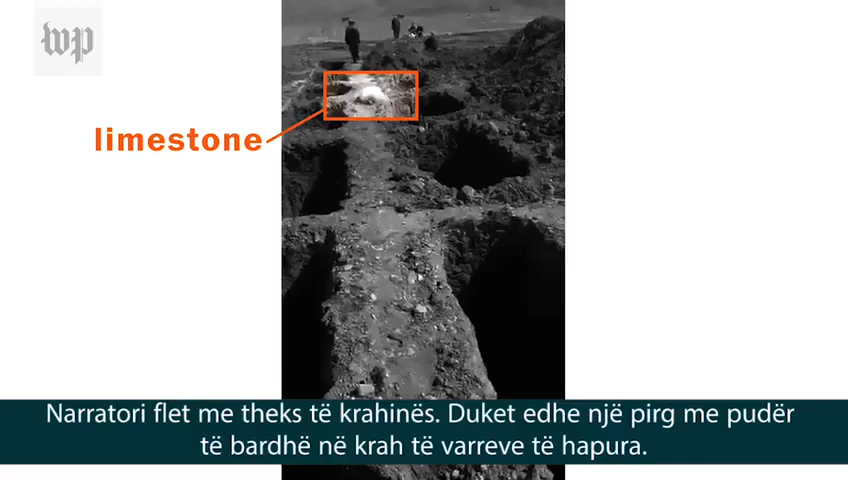 wp
limestone
Narratori flet me theks të krahinës. Duket edhe një pirg me pudër
të bardhë në krah të varreve të hapura.